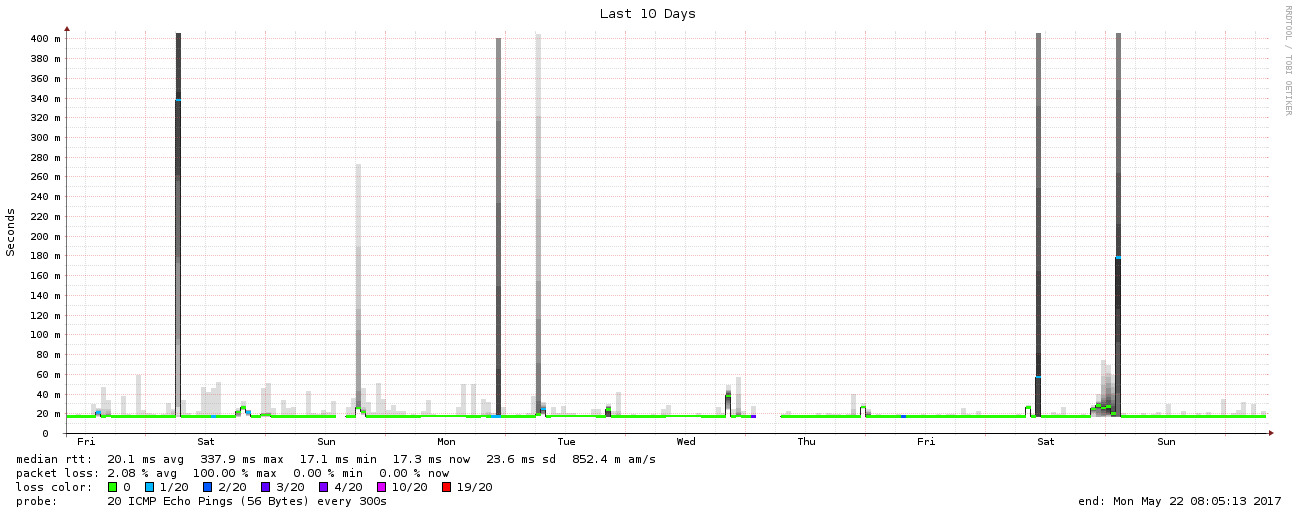 Last 10 Days
RRDTOOL / TOBI OETIKER
Seconds
400 m
380 m
360 m
340 m
320 m
300 m
280 m
260 m
240 m
220 m
200 m
180 m
160 m
140 m
120 m
100 m
80 m
60 m
40 m
20 m
0
Fri Sat Sun Mon Tue Wed Thu Fri Sat Sun
median rtt: 20.1 ms avg 337.9 ms max 17.1 ms min 17.3 ms now 23.6 ms sd 852.4 m am/s
packet loss: 2.08 % avg 100.00 % max 0.00 % min 0.00 % now
loss color: 0 1/20 2/20 3/20 4/20 10/20 19/20
probe: 20 ICMP Echo Pings (56 Bytes) every 300s end: Mon May 22 08:05:13 2017